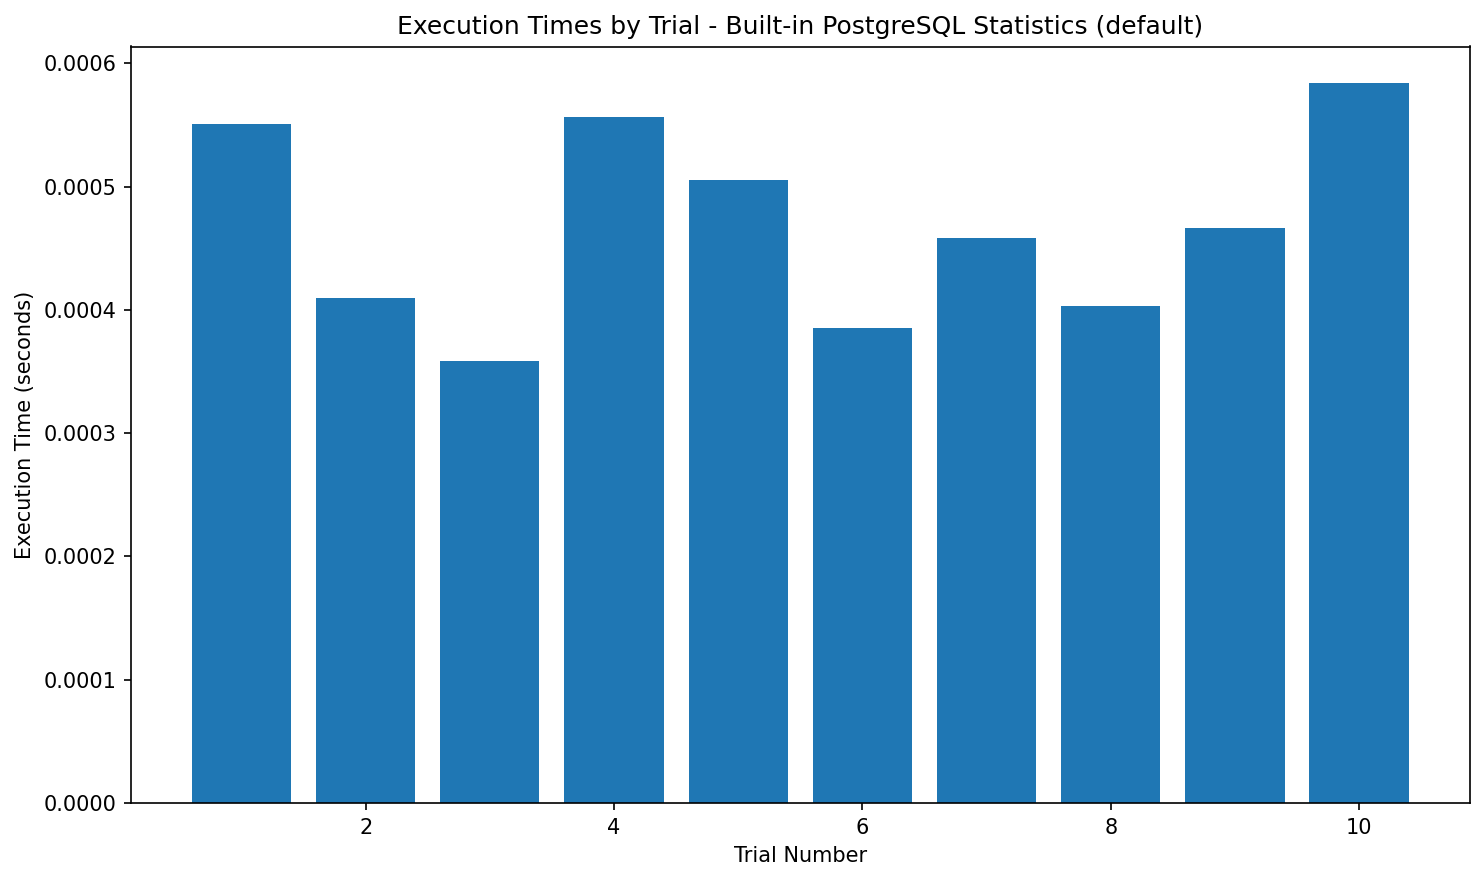 Execution Times by Trial - Built-in PostgreSQL Statistics (default)
Execution Time (seconds)
0.0006
0.0005
0.0004
0.0003
0.0002
0.0001
0.0000
2 4 6 8 10
Trial Number